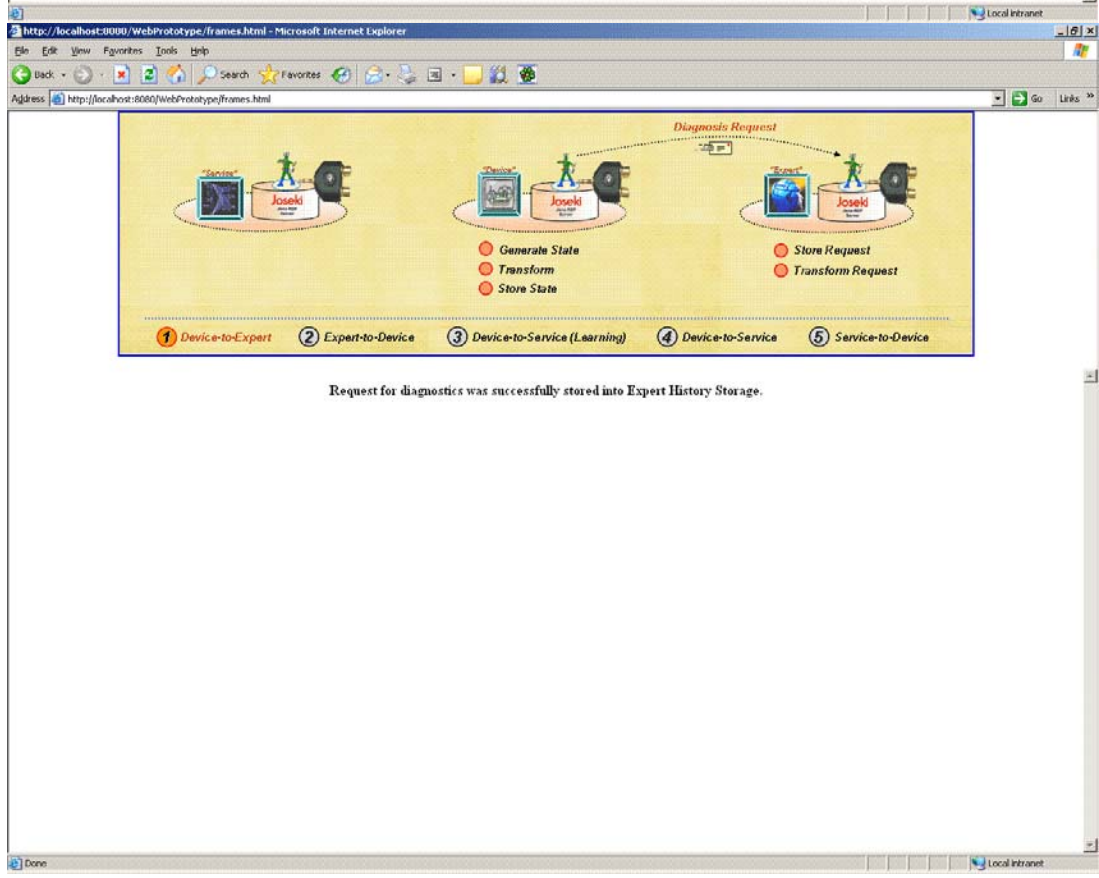 Local intranet
http://localhost:8080/WebPrototype/frames.html - Microsoft Internet Explorer
File Edit View Favorites Tools Help
Back Search Favorites
Address http://localhost:8080/WebPrototype/frames.html Go Links »
Diagnosis Request
"Service" "Device" "Expert"
Joseki Joseki Joseki
Generate State Store Request
Transform Transform Request
Store State
1 Device-to-Expert 2 Expert-to-Device 3 Device-to-Service (Learning) 4 Device-to-Service 5 Service-to-Device
Request for diagnostics was successfully stored into Expert History Storage.
Done Local intranet